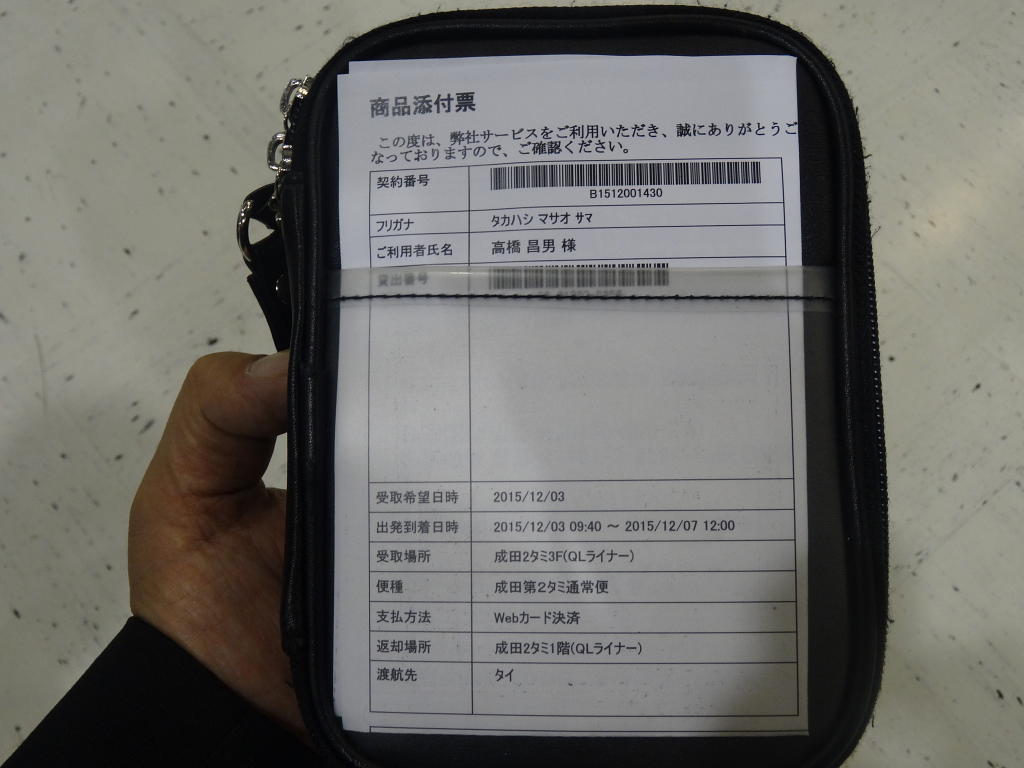 商品添付票
この度は、弊社サービスをご利用いただき、誠にありがとうご
なっておりますので、ご確認ください。
契約番号
B1512001430
フリガナ タカハシ マサオ サマ
ご利用者氏名 高橋 昌男 様
貸出番号
受取希望日時 2015/12/03
出発到着日時 2015/12/03 09:40 ～ 2015/12/07 12:00
受取場所 成田2タミ3F(QLライナー)
便種 成田第2タミ通常便
支払方法 Webカード決済
返却場所 成田2タミ1階(QLライナー)
渡航先 タイ